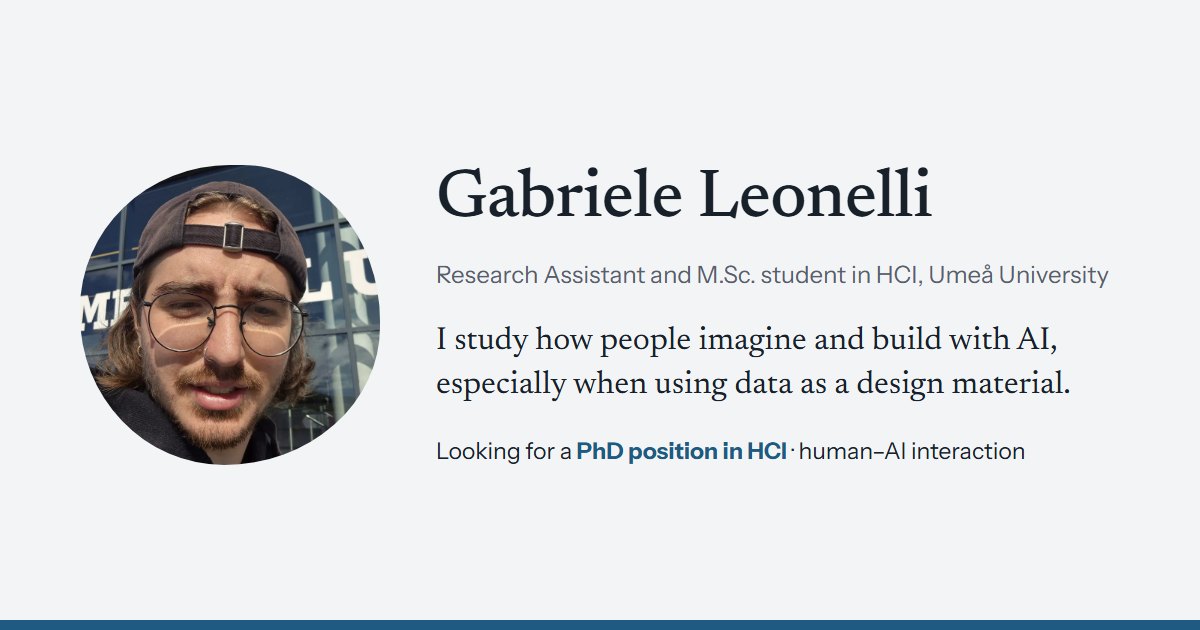 Gabriele Leonelli
Research Assistant and M.Sc. student in HCI, Umeå University
I study how people imagine and build with AI,
especially when using data as a design material.
Looking for a PhD position in HCI · human–AI interaction